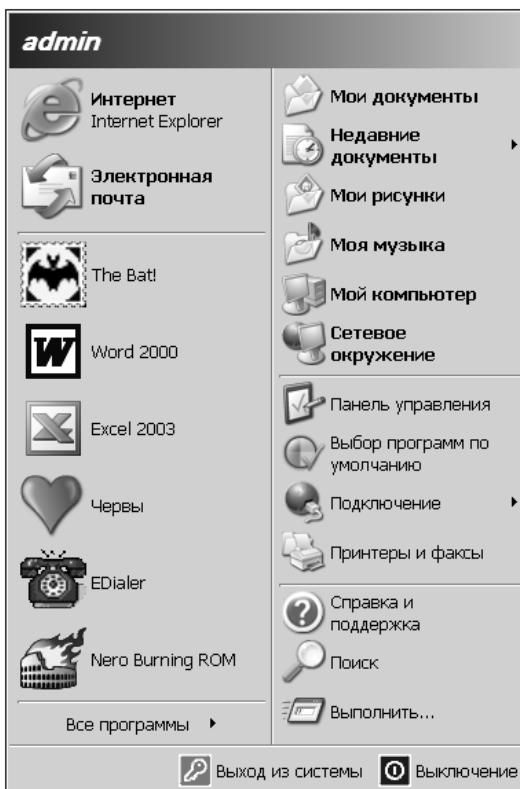 admin
Интернет
Internet Explorer
Электронная
почта
The Bat!
Word 2000
Excel 2003
Червы
EDialer
Nero Burning ROM
Все программы
Мои документы
Недавние
документы
Мои рисунки
Моя музыка
Мой компьютер
Сетевое
окружение
Панель управления
Выбор программ по
умолчанию
Подключение
Принтеры и факсы
Справка и
поддержка
Поиск
Выполнить...
Выход из системы
Выключение